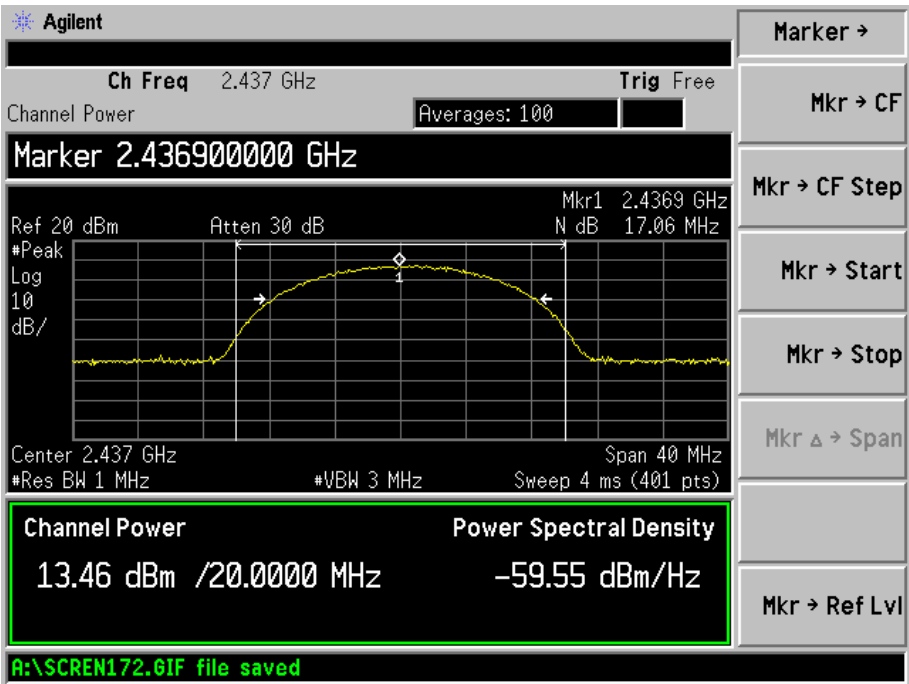 Agilent
Ch Freq 2.437 GHz Trig Free
Channel Power Averages: 100
Marker 2.436900000 GHz
Mkr1 2.4369 GHz
Ref 20 dBm Atten 30 dB N dB 17.06 MHz
#Peak
Log
10
dB/
1
Center 2.437 GHz Span 40 MHz
#Res BW 1 MHz #VBW 3 MHz Sweep 4 ms (401 pts)
Channel Power Power Spectral Density
13.46 dBm /20.0000 MHz -59.55 dBm/Hz
A:\SCREN172.GIF file saved
Marker →
Mkr → CF
Mkr → CF Step
Mkr → Start
Mkr → Stop
Mkr Δ → Span
Mkr → Ref Lvl